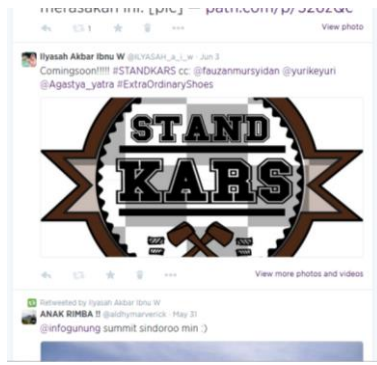 merasakan ini. [pic] — path.com/p/
View photo
Ilyasah Akbar Ibnu W @ILYASAH_a_i_w · Jun 3
Comingsoon!!!!! #STANDKARS cc: @fauzanmursyidan @yurikeyuri
@Agastya_yatra #ExtraOrdinaryShoes
STAND
KARS
View more photos and videos
Retweeted by Ilyasah Akbar Ibnu W
ANAK RIMBA !! @aldhymarverick · May 31
@infogunung summit sindoroo min :)